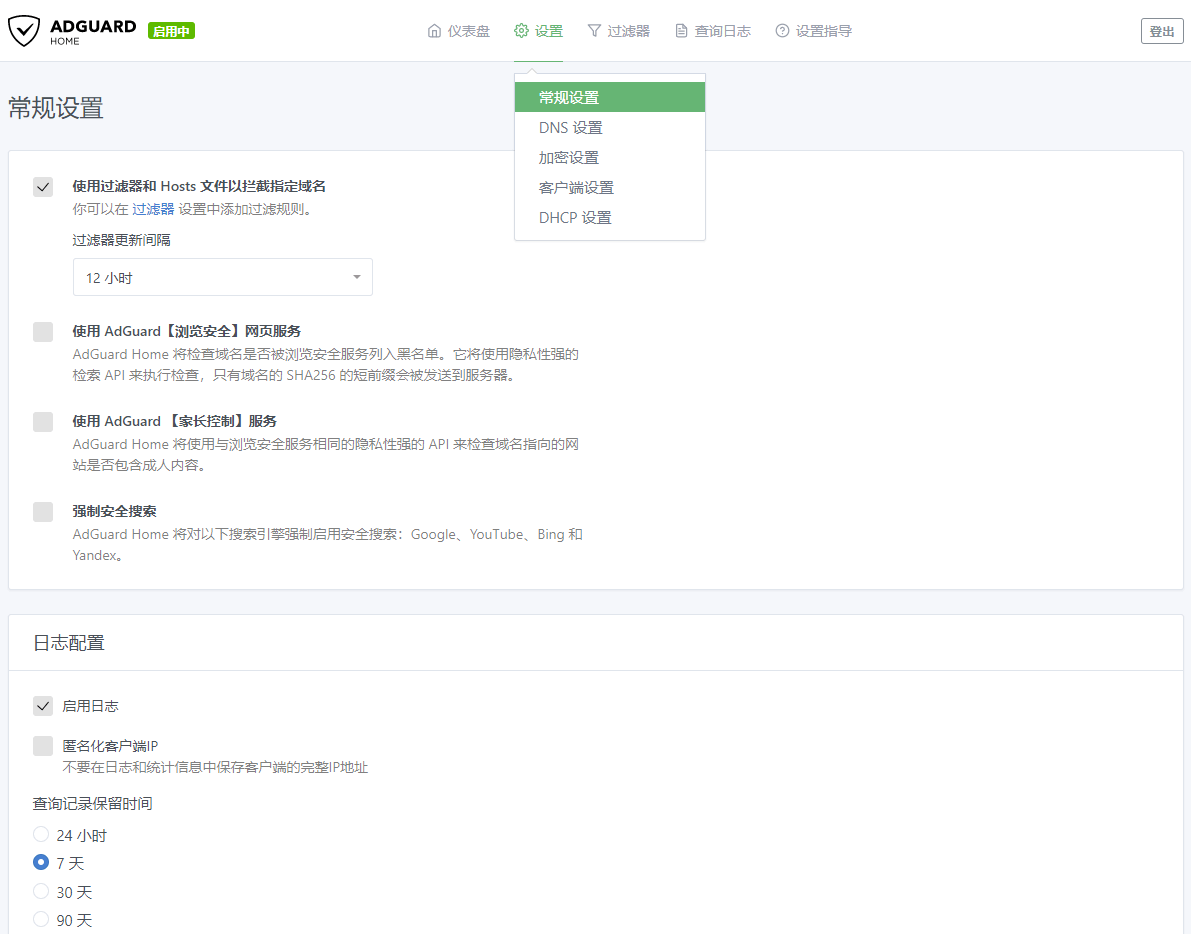 ADGUARD
HOME
启用中
仪表盘
设置
过滤器
查询日志
设置指导
登出
常规设置
DNS 设置
加密设置
客户端设置
DHCP 设置
常规设置
使用过滤器和 Hosts 文件以拦截指定域名
你可以在 过滤器 设置中添加过滤规则。
过滤器更新间隔
12 小时
使用 AdGuard【浏览安全】网页服务
AdGuard Home 将检查域名是否被浏览安全服务列入黑名单。它将使用隐私性强的
检索 API 来执行检查，只有域名的 SHA256 的短前缀会被发送到服务器。
使用 AdGuard 【家长控制】服务
AdGuard Home 将使用与浏览安全服务相同的隐私性强的 API 来检查域名指向的网
站是否包含成人内容。
强制安全搜索
AdGuard Home 将对以下搜索引擎强制启用安全搜索：Google、YouTube、Bing 和
Yandex。
日志配置
启用日志
匿名化客户端IP
不要在日志和统计信息中保存客户端的完整IP地址
查询记录保留时间
24 小时
7 天
30 天
90 天